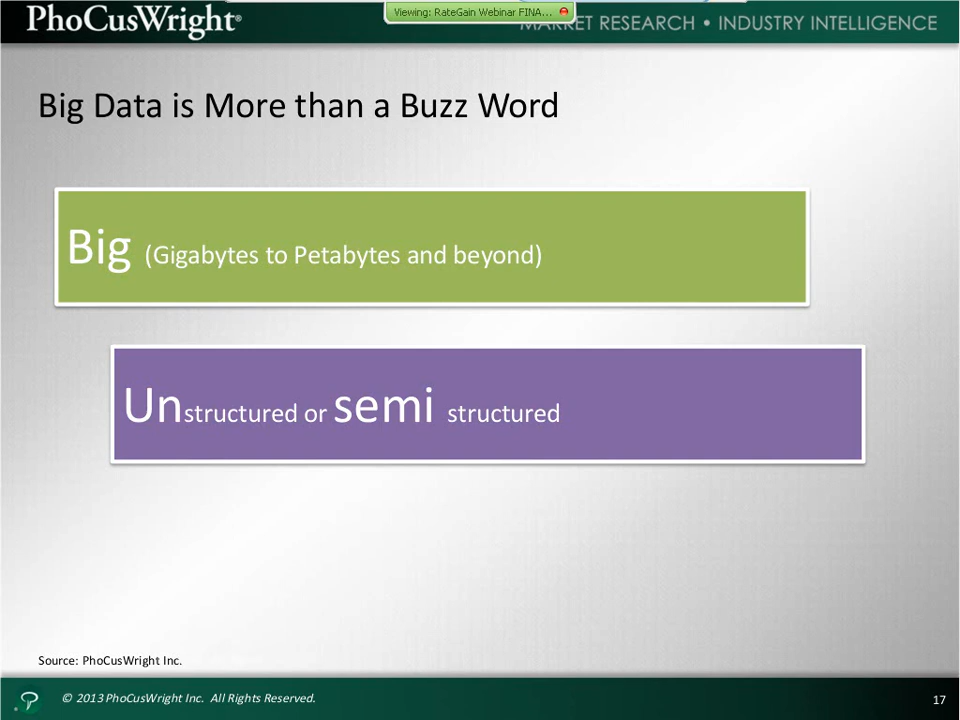 PhoCusWright®
Viewing: RateGain Webinar FINA...
MARKET RESEARCH • INDUSTRY INTELLIGENCE
Big Data is More than a Buzz Word
Big (Gigabytes to Petabytes and beyond)
Unstructured or semi structured
Source: PhoCusWright Inc.
© 2013 PhoCusWright Inc. All Rights Reserved.
17